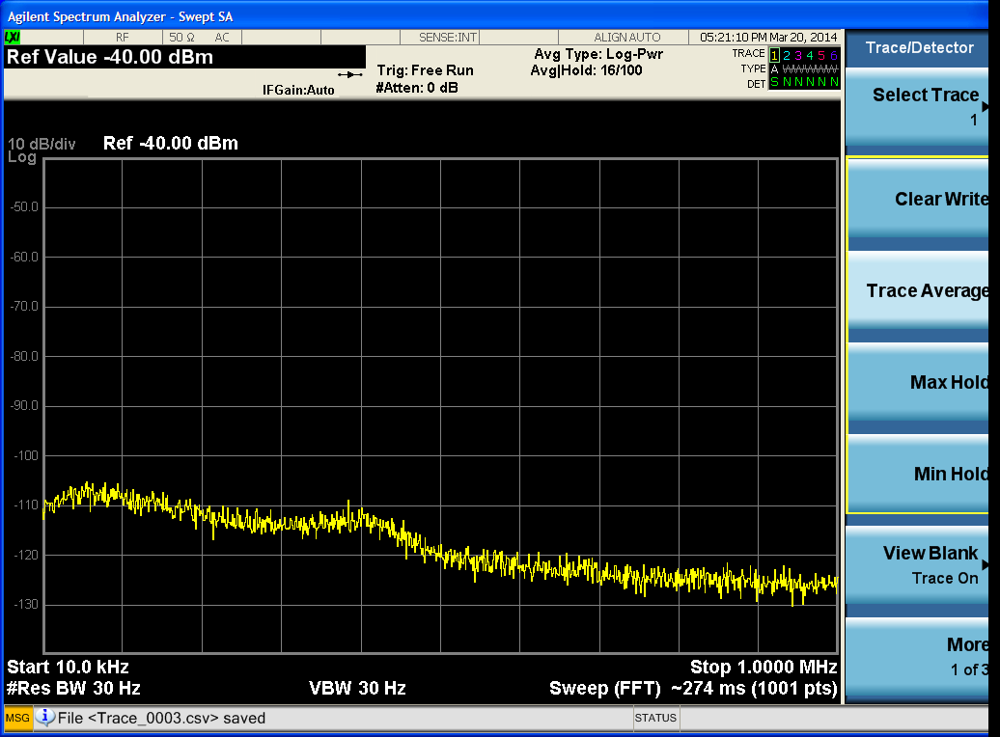 Agilent Spectrum Analyzer - Swept SA
LXI RF 50 Ω AC SENSE:INT ALIGN AUTO 05:21:10 PM Mar 20, 2014
Ref Value -40.00 dBm
Trig: Free Run
#Atten: 0 dB
IFGain:Auto
Avg Type: Log-Pwr
Avg|Hold: 16/100
TRACE 1 2 3 4 5 6
TYPE A W W W W W
DET S N N N N N
10 dB/div
Log
Ref -40.00 dBm
-50.0
-60.0
-70.0
-80.0
-90.0
-100
-110
-120
-130
Start 10.0 kHz
Stop 1.0000 MHz
#Res BW 30 Hz
VBW 30 Hz
Sweep (FFT) ~274 ms (1001 pts)
MSG
File <Trace_0003.csv> saved
STATUS
Trace/Detector
Select Trace
1
Clear Write
Trace Average
Max Hold
Min Hold
View Blank
Trace On
More
1 of 3